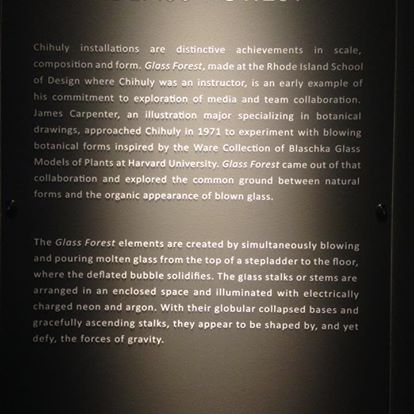 Chihuly installations are distinctive achievements in scale,
composition and form. Glass Forest, made at the Rhode Island School
of Design where Chihuly was an instructor, is an early example of
his commitment to exploration of media and team collaboration.
James Carpenter, an illustration major specializing in botanical
drawings, approached Chihuly in 1971 to experiment with blowing
botanical forms inspired by the Ware Collection of Blaschka Glass
Models of Plants at Harvard University. Glass Forest came out of that
collaboration and explored the common ground between natural
forms and the organic appearance of blown glass.
The Glass Forest elements are created by simultaneously blowing
and pouring molten glass from the top of a stepladder to the floor,
where the deflated bubble solidifies. The glass stalks or stems are
arranged in an enclosed space and illuminated with electrically
charged neon and argon. With their globular collapsed bases and
gracefully ascending stalks, they appear to be shaped by, and yet
defy, the forces of gravity.